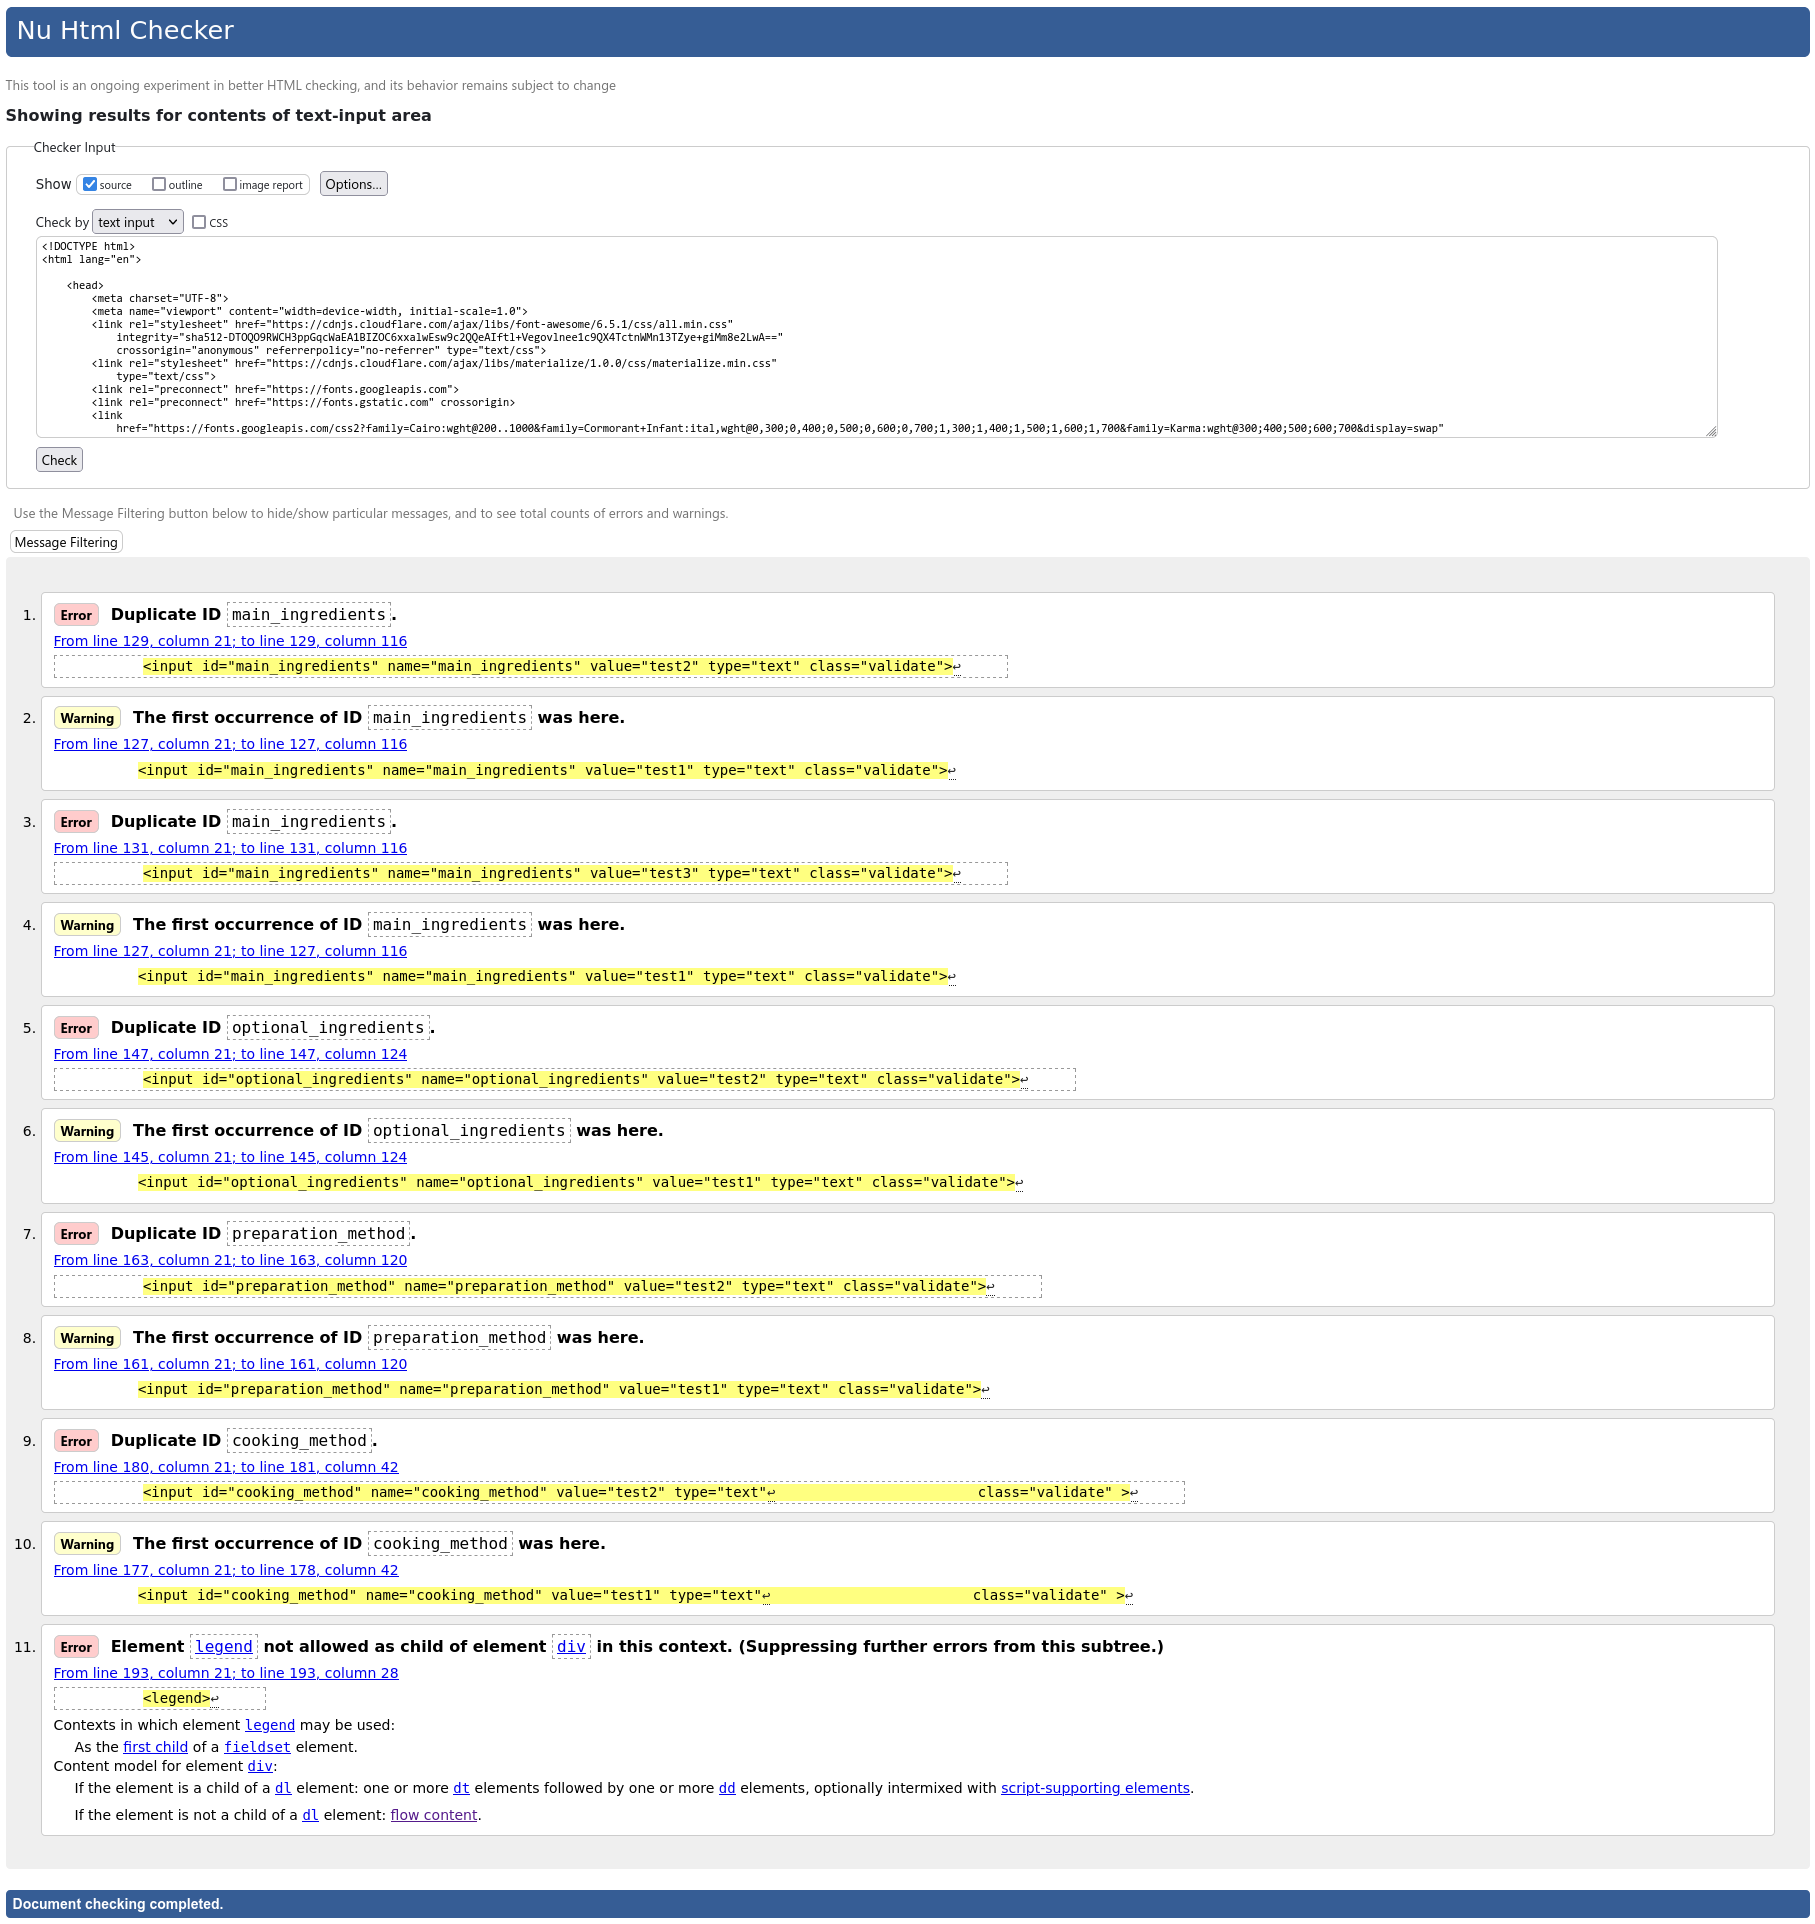 Nu Html Checker
This tool is an ongoing experiment in better HTML checking, and its behavior remains subject to change
Showing results for contents of text-input area
Checker Input
Show source outline image report Options...
Check by text input CSS
<!DOCTYPE html>
<html lang="en">
<head>
<meta charset="UTF-8">
<meta name="viewport" content="width=device-width, initial-scale=1.0">
<link rel="stylesheet" href="https://cdnjs.cloudflare.com/ajax/libs/font-awesome/6.5.1/css/all.min.css"
integrity="sha512-DTOQO9RWCH3ppGqcWaEA1BIZOC6xxalwEsw9c2QQeAIftl+Vegovlnee1c9QX4TctnWMn13TZye+giMm8e2LwA=="
crossorigin="anonymous" referrerpolicy="no-referrer" type="text/css">
<link rel="stylesheet" href="https://cdnjs.cloudflare.com/ajax/libs/materialize/1.0.0/css/materialize.min.css"
type="text/css">
<link rel="preconnect" href="https://fonts.googleapis.com">
<link rel="preconnect" href="https://fonts.gstatic.com" crossorigin>
<link
href="https://fonts.googleapis.com/css2?family=Cairo:wght@200..1000&family=Cormorant+Infant:ital,wght@0,300;0,400;0,500;0,600;0,700;1,300;1,400;1,500;1,600;1,700&family=Karma:wght@300;400;500;600;700&display=swap"
Check
Use the Message Filtering button below to hide/show particular messages, and to see total counts of errors and warnings.
Message Filtering
1. Error Duplicate ID main_ingredients.
From line 129, column 21; to line 129, column 116
<input id="main_ingredients" name="main_ingredients" value="test2" type="text" class="validate">↩
2. Warning The first occurrence of ID main_ingredients was here.
From line 127, column 21; to line 127, column 116
<input id="main_ingredients" name="main_ingredients" value="test1" type="text" class="validate">↩
3. Error Duplicate ID main_ingredients.
From line 131, column 21; to line 131, column 116
<input id="main_ingredients" name="main_ingredients" value="test3" type="text" class="validate">↩
4. Warning The first occurrence of ID main_ingredients was here.
From line 127, column 21; to line 127, column 116
<input id="main_ingredients" name="main_ingredients" value="test1" type="text" class="validate">↩
5. Error Duplicate ID optional_ingredients.
From line 147, column 21; to line 147, column 124
<input id="optional_ingredients" name="optional_ingredients" value="test2" type="text" class="validate">↩
6. Warning The first occurrence of ID optional_ingredients was here.
From line 145, column 21; to line 145, column 124
<input id="optional_ingredients" name="optional_ingredients" value="test1" type="text" class="validate">↩
7. Error Duplicate ID preparation_method.
From line 163, column 21; to line 163, column 120
<input id="preparation_method" name="preparation_method" value="test2" type="text" class="validate">↩
8. Warning The first occurrence of ID preparation_method was here.
From line 161, column 21; to line 161, column 120
<input id="preparation_method" name="preparation_method" value="test1" type="text" class="validate">↩
9. Error Duplicate ID cooking_method.
From line 180, column 21; to line 181, column 42
<input id="cooking_method" name="cooking_method" value="test2" type="text"↩ class="validate" >↩
10. Warning The first occurrence of ID cooking_method was here.
From line 177, column 21; to line 178, column 42
<input id="cooking_method" name="cooking_method" value="test1" type="text"↩ class="validate" >↩
11. Error Element legend not allowed as child of element div in this context. (Suppressing further errors from this subtree.)
From line 193, column 21; to line 193, column 28
<legend>↩
Contexts in which element legend may be used:
As the first child of a fieldset element.
Content model for element div:
If the element is a child of a dl element: one or more dt elements followed by one or more dd elements, optionally intermixed with script-supporting elements.
If the element is not a child of a dl element: flow content.
Document checking completed.